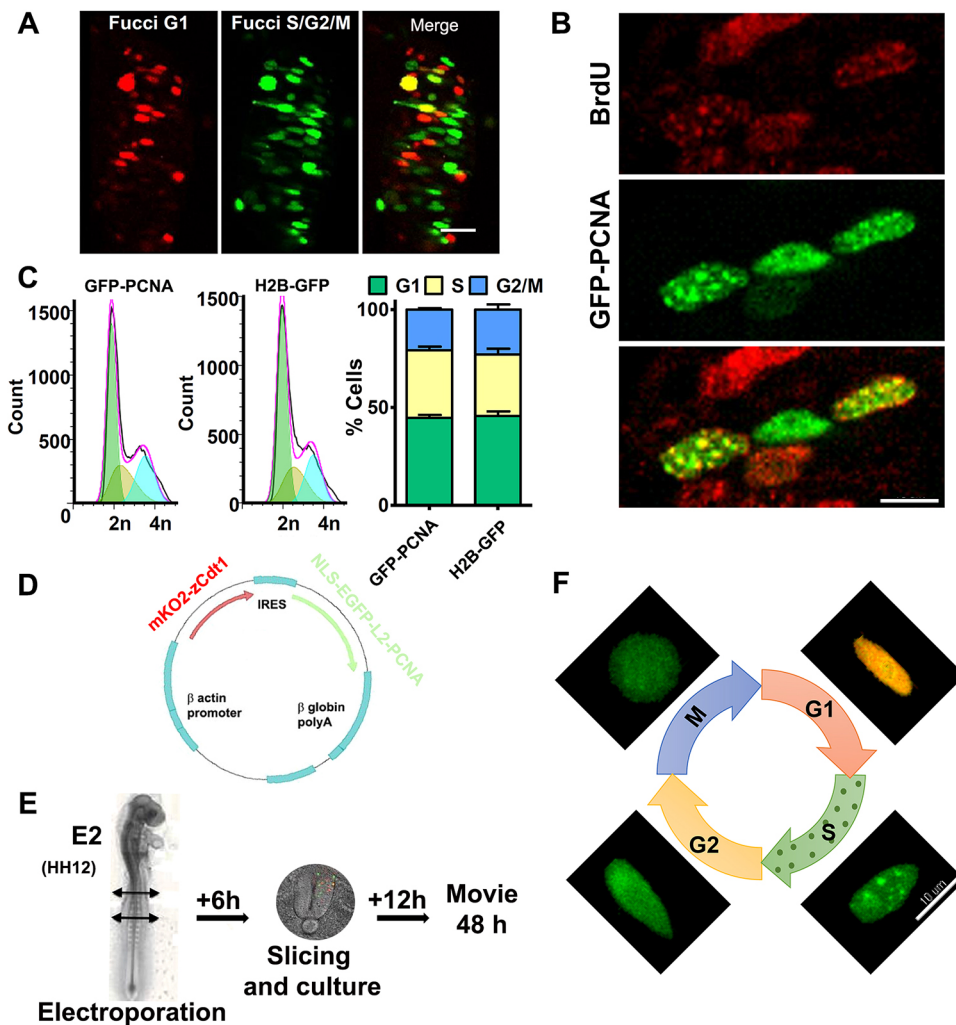 A
Fucci G1
Fucci S/G2/M
Merge
B
BrdU
GFP-PCNA
C
GFP-PCNA
H2B-GFP
G1 S G2/M
Count
1500
1000
500
0
2n 4n
Count
1500
1000
500
0
2n 4n
% Cells
100
50
0
GFP-PCNA
H2B-GFP
D
mKO2-zCdt1
IRES
NLS-EGFP-L2-PCNA
β actin
promoter
β globin
polyA
E
E2
(HH12)
+6h
+12h
Movie
48 h
Slicing
and culture
Electroporation
F
M
G1
G2
S
10 um